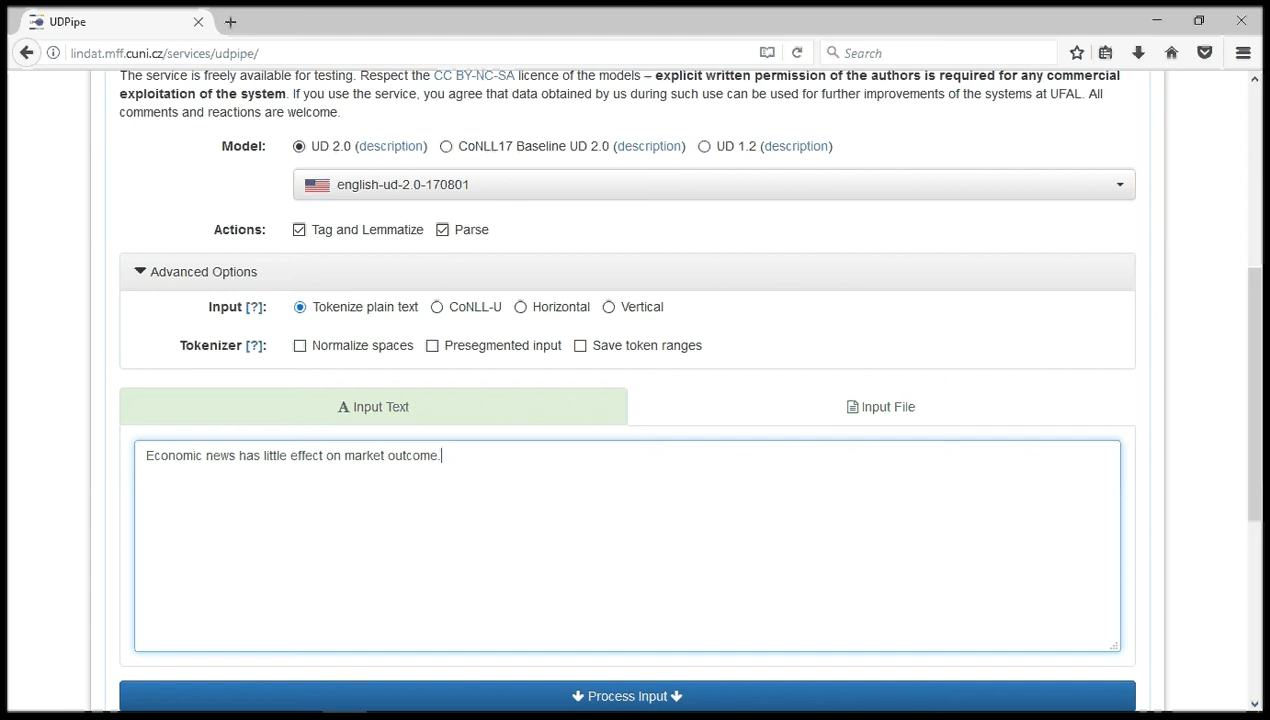 UDPipe
lindat.mff.cuni.cz/services/udpipe/
Search
The service is freely available for testing. Respect the CC BY-NC-SA licence of the models – explicit written permission of the authors is required for any commercial
exploitation of the system. If you use the service, you agree that data obtained by us during such use can be used for further improvements of the systems at UFAL. All
comments and reactions are welcome.
Model: UD 2.0 (description) CoNLL17 Baseline UD 2.0 (description) UD 1.2 (description)
english-ud-2.0-170801
Actions: Tag and Lemmatize Parse
Advanced Options
Input [?]: Tokenize plain text CoNLL-U Horizontal Vertical
Tokenizer [?]: Normalize spaces Presegmented input Save token ranges
Input Text Input File
Economic news has little effect on market outcome.
Process Input